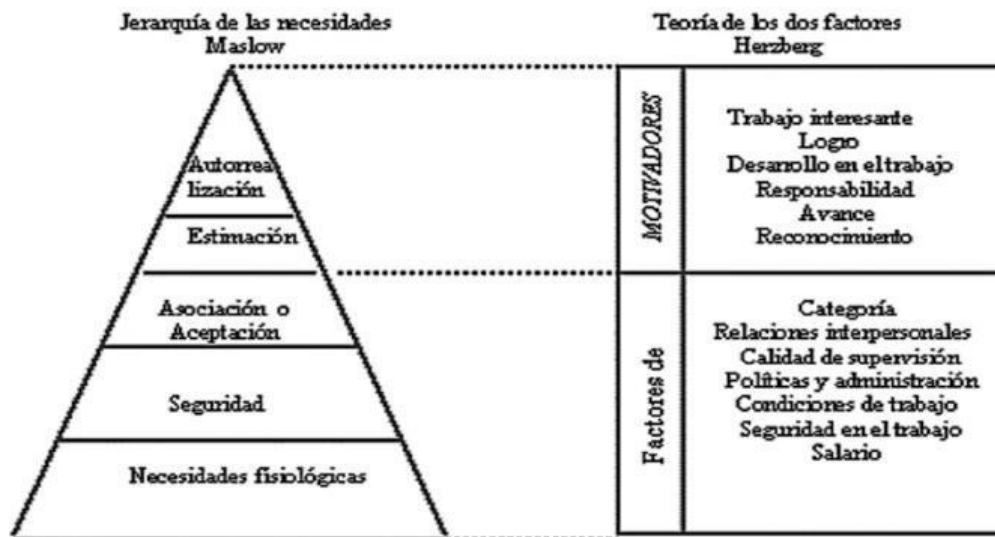 Jerarquía de las necesidades
Maslow
Autorrea
lización
Estimación
Asociación o
Aceptación
Seguridad
Necesidades fisiológicas
Teoría de los dos factores
Herzberg
MOTIVADORES
Trabajo interesante
Logro
Desarrollo en el trabajo
Responsabilidad
Avance
Reconocimiento
Factores de
Categoría
Relaciones interpersonales
Calidad de supervisión
Políticas y administración
Condiciones de trabajo
Seguridad en el trabajo
Salario